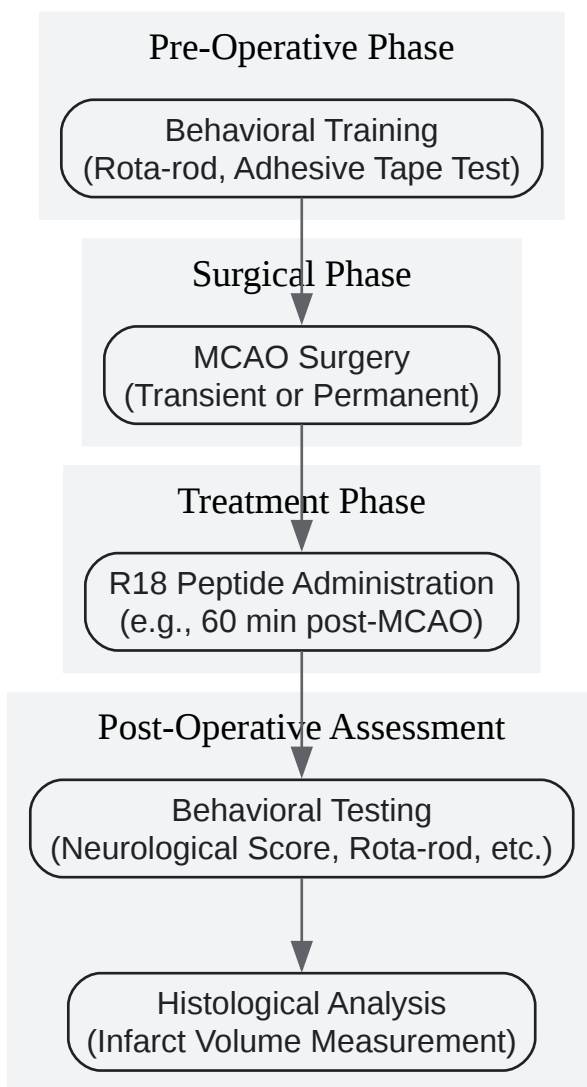 Pre-Operative Phase
Behavioral Training
(Rota-rod, Adhesive Tape Test)
Surgical Phase
MCAO Surgery
(Transient or Permanent)
Treatment Phase
R18 Peptide Administration
(e.g., 60 min post-MCAO)
Post-Operative Assessment
Behavioral Testing
(Neurological Score, Rota-rod, etc.)
Histological Analysis
(Infarct Volume Measurement)